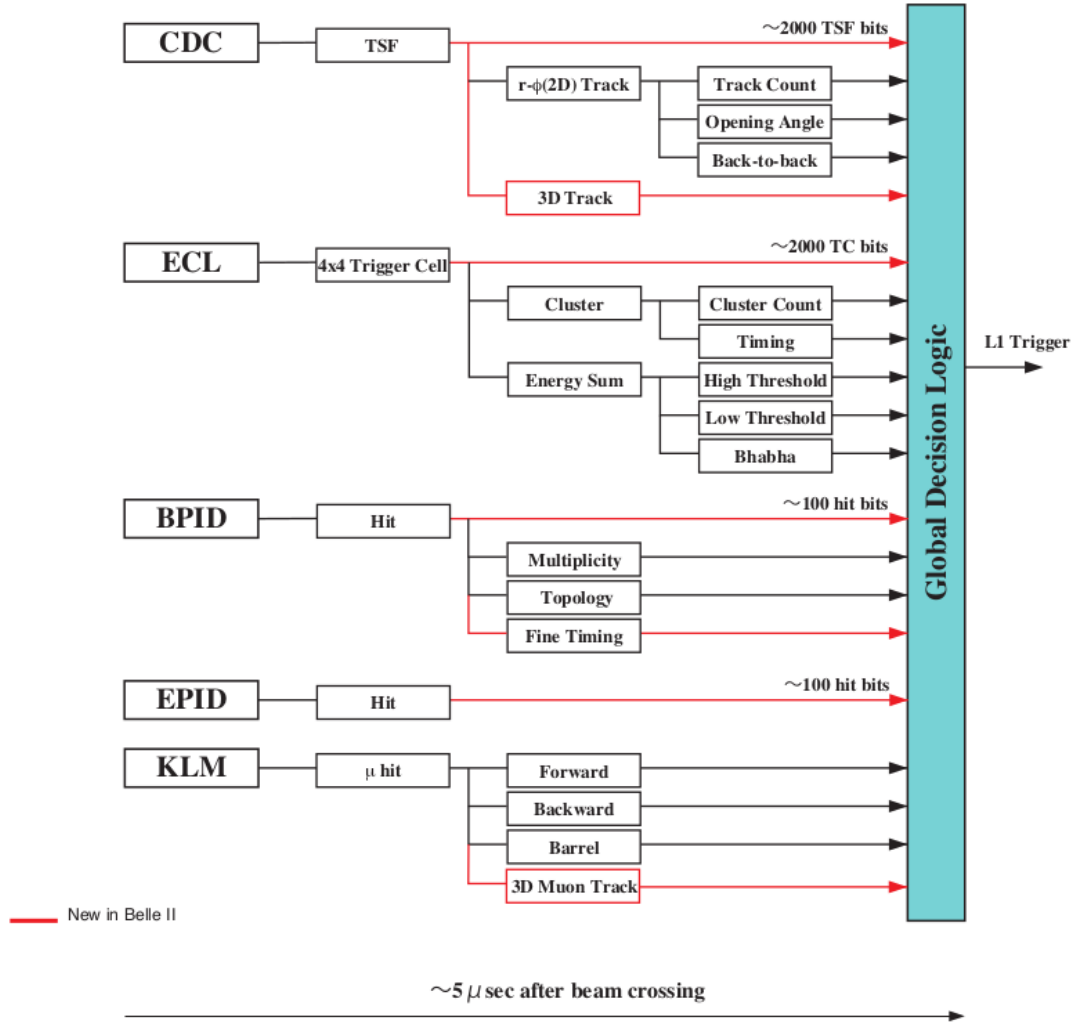 CDC
TSF
~2000 TSF bits
r-ϕ(2D) Track
Track Count
Opening Angle
Back-to-back
3D Track
ECL
4x4 Trigger Cell
~2000 TC bits
Cluster
Cluster Count
Timing
Energy Sum
High Threshold
Low Threshold
Bhabha
BPID
Hit
~100 hit bits
Multiplicity
Topology
Fine Timing
EPID
Hit
~100 hit bits
KLM
μ hit
Forward
Backward
Barrel
3D Muon Track
Global Decision Logic
L1 Trigger
New in Belle II
~5 μ sec after beam crossing